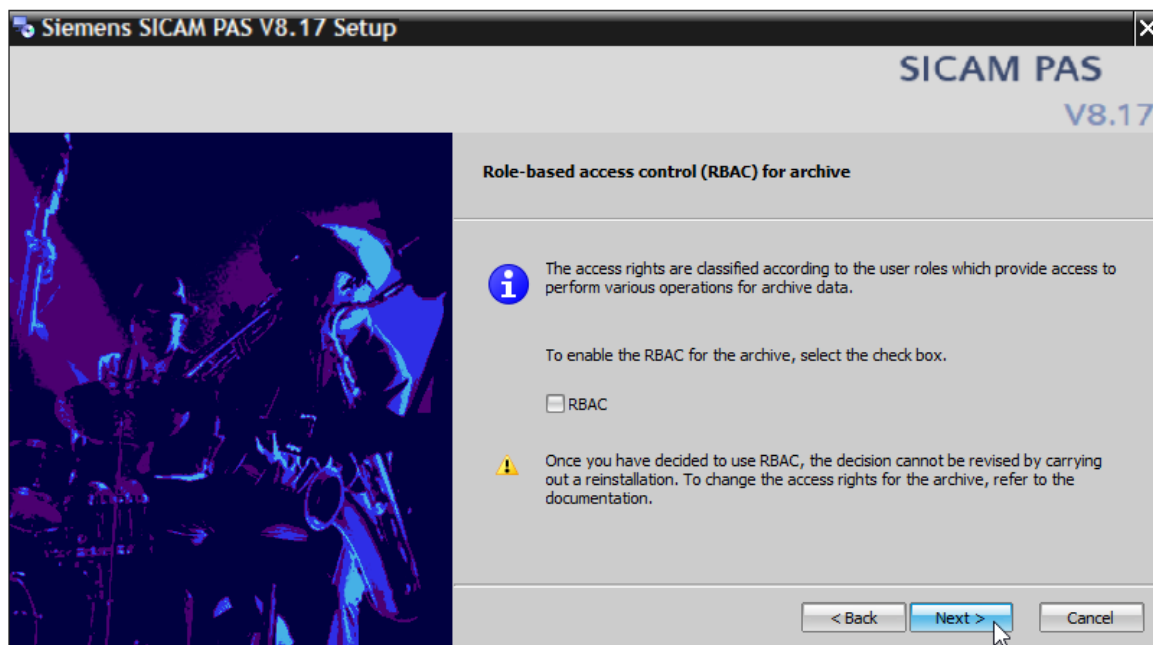 Siemens SICAM PAS V8.17 Setup
SICAM PAS
V8.17
Role-based access control (RBAC) for archive
The access rights are classified according to the user roles which provide access to
perform various operations for archive data.
To enable the RBAC for the archive, select the check box.
RBAC
Once you have decided to use RBAC, the decision cannot be revised by carrying
out a reinstallation. To change the access rights for the archive, refer to the
documentation.
< Back
Next >
Cancel